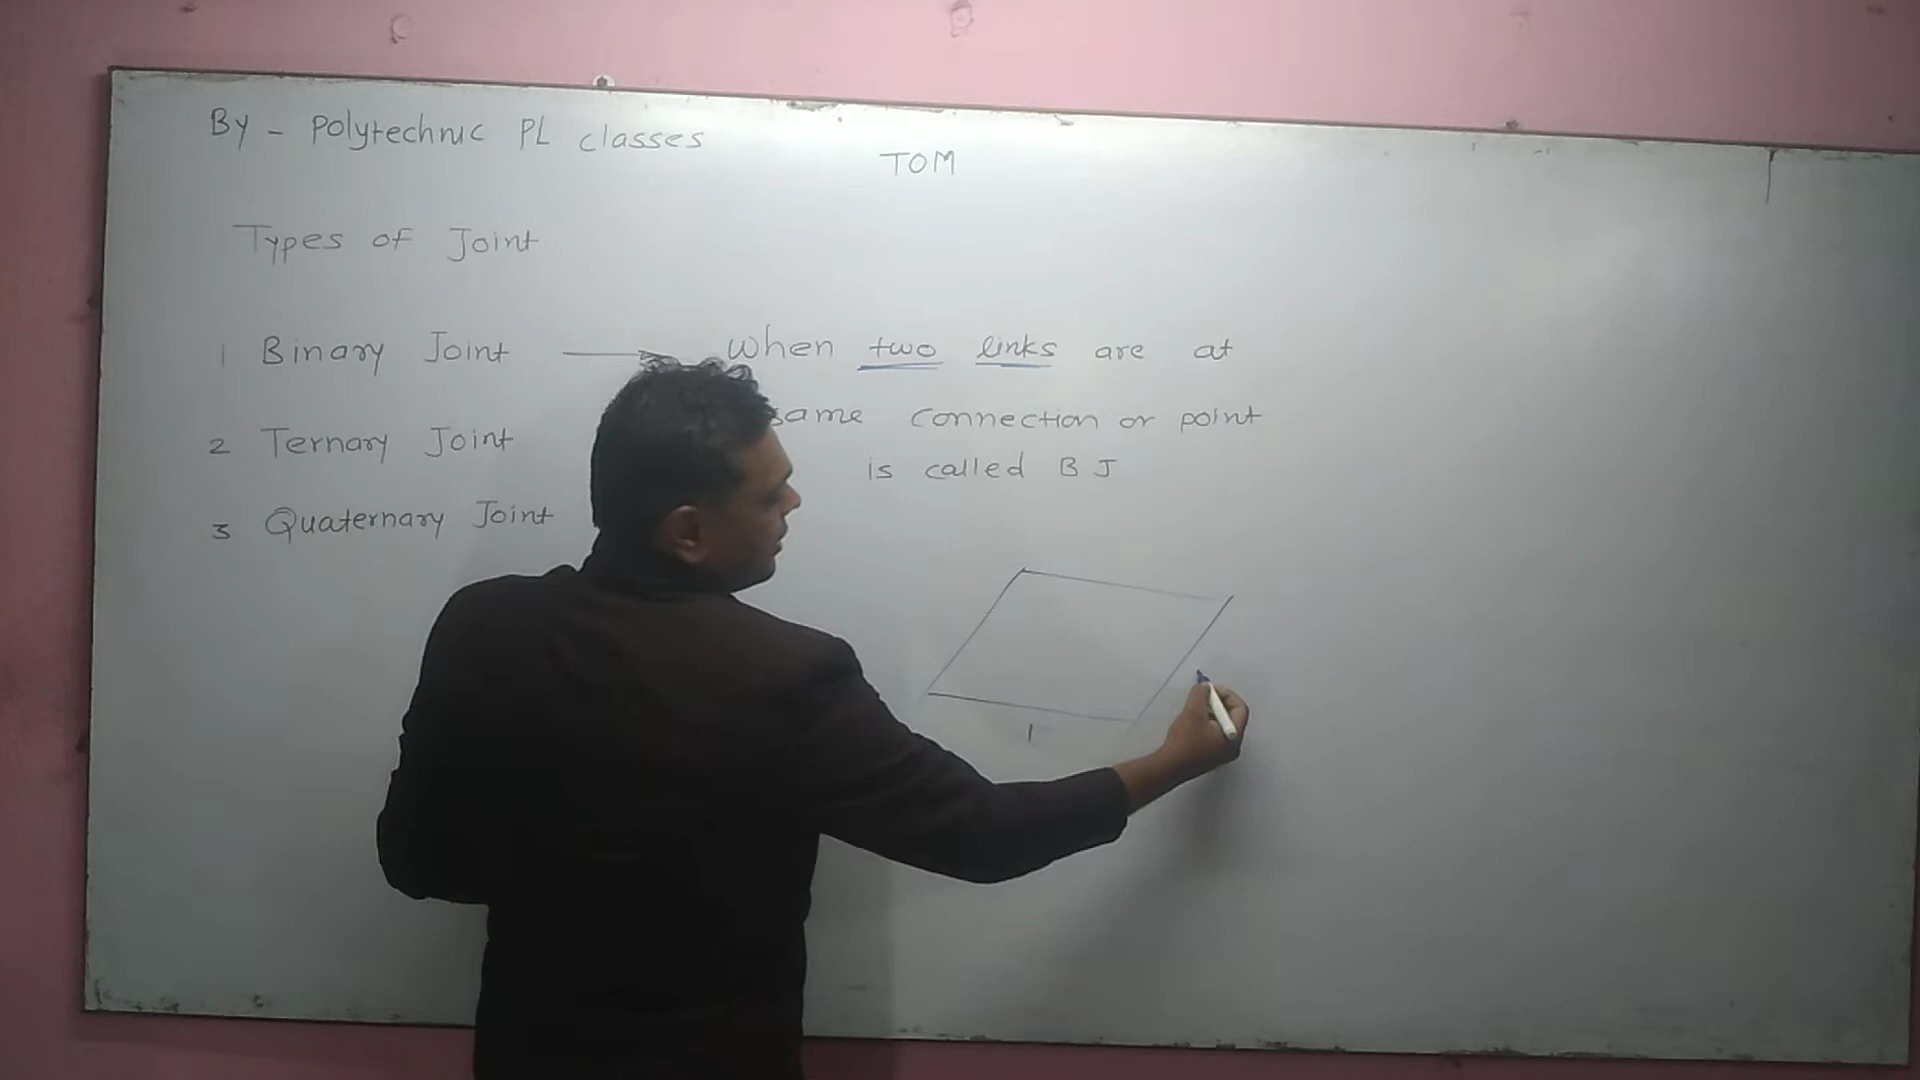 By - Polytechnic PL classes
TOM
Types of Joint
1 Binary Joint → When two links are at
same connection or point
is called B J
2 Ternary Joint
3 Quaternary Joint
1